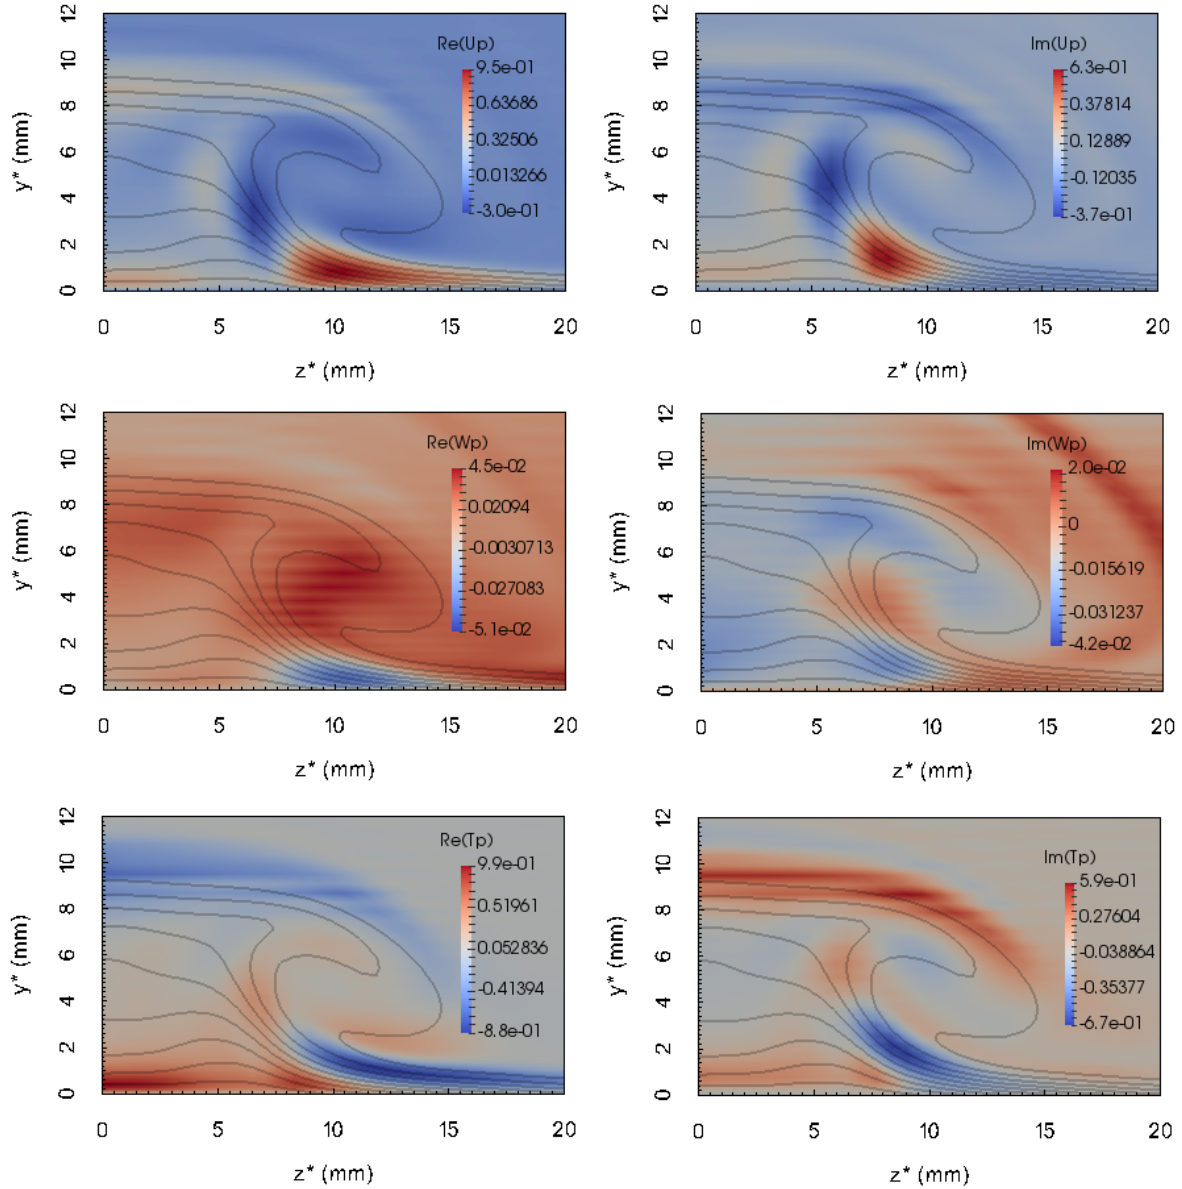 Re(Up)
9.5e-01
0.63686
0.32506
0.013266
-3.0e-01
0 2 4 6 8 10 12
y* (mm)
0 5 10 15 20
z* (mm)
Im(Up)
6.3e-01
0.37814
0.12889
-0.12035
-3.7e-01
0 2 4 6 8 10 12
y* (mm)
0 5 10 15 20
z* (mm)
Re(Wp)
4.5e-02
0.02094
-0.0030713
-0.027083
-5.1e-02
0 2 4 6 8 10 12
y* (mm)
0 5 10 15 20
z* (mm)
Im(Wp)
2.0e-02
0
-0.015619
-0.031237
-4.2e-02
0 2 4 6 8 10 12
y* (mm)
0 5 10 15 20
z* (mm)
Re(Tp)
9.9e-01
0.51961
0.052836
-0.41394
-8.8e-01
0 2 4 6 8 10 12
y* (mm)
0 5 10 15 20
z* (mm)
Im(Tp)
5.9e-01
0.27604
-0.038864
-0.35377
-6.7e-01
0 2 4 6 8 10 12
y* (mm)
0 5 10 15 20
z* (mm)